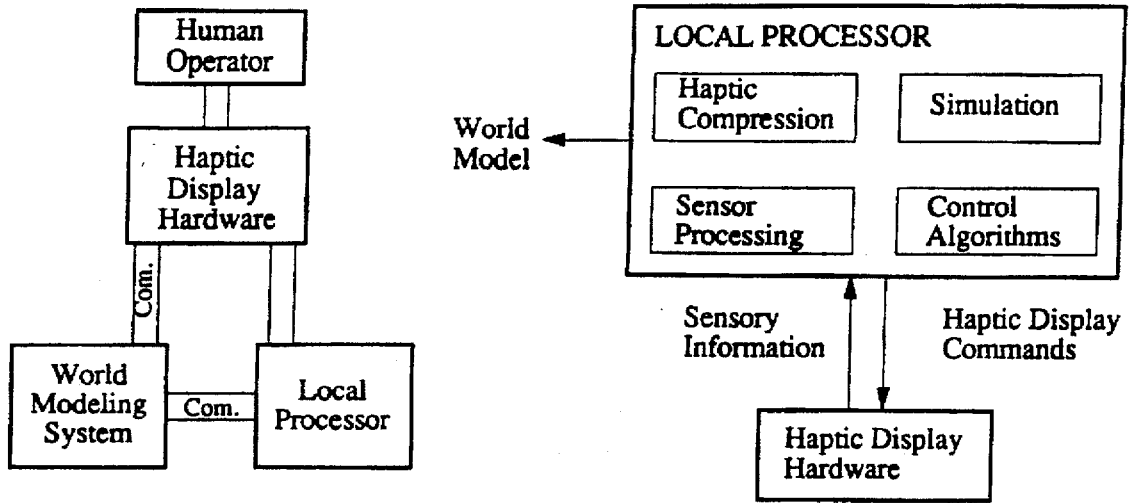 Human
Operator
Haptic
Display
Hardware
Com.
World
Modeling
System
Com.
Local
Processor
LOCAL PROCESSOR
Haptic
Compression
Simulation
Sensor
Processing
Control
Algorithms
World
Model
Sensory
Information
Haptic Display
Commands
Haptic Display
Hardware